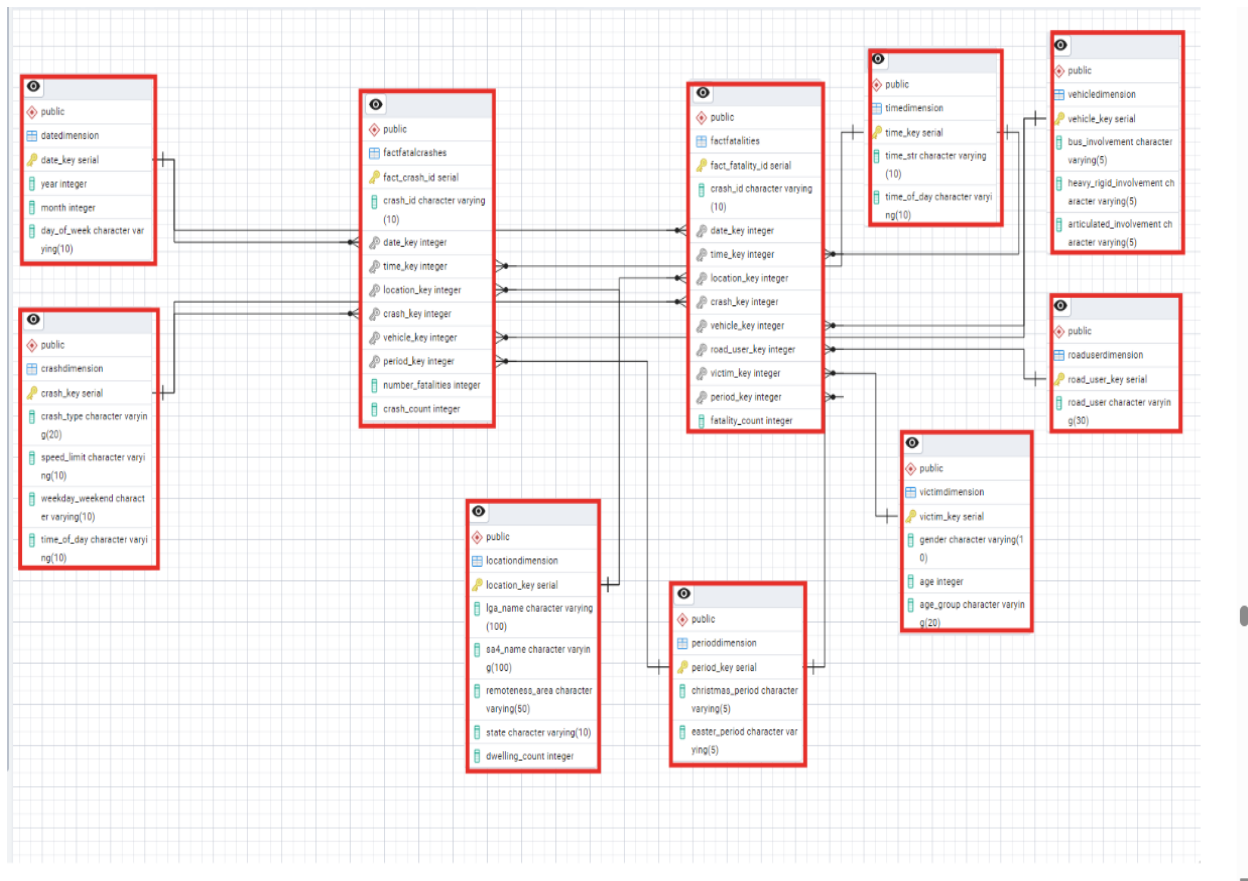 public
datedimension
date_key serial
year integer
month integer
day_of_week character var
ying(10)
public
crashdimension
crash_key serial
crash_type character varyin
g(20)
speed_limit character varyi
ng(10)
weekday_weekend charact
er varying(10)
time_of_day character varyi
ng(10)
public
factfatalcrashes
fact_crash_id serial
crash_id character varying
(10)
date_key integer
time_key integer
location_key integer
crash_key integer
vehicle_key integer
period_key integer
number_fatalities integer
crash_count integer
public
locationdimension
location_key serial
lga_name character varying
(100)
sa4_name character varyin
g(100)
remoteness_area character
varying(50)
state character varying(10)
dwelling_count integer
public
factfatalities
fact_fatality_id serial
crash_id character varying
(10)
date_key integer
time_key integer
location_key integer
crash_key integer
vehicle_key integer
road_user_key integer
victim_key integer
period_key integer
fatality_count integer
public
perioddimension
period_key serial
christmas_period character
varying(5)
easter_period character var
ying(5)
public
timedimension
time_key serial
time_str character varying
(10)
time_of_day character varyi
ng(10)
public
vehicledimension
vehicle_key serial
bus_involvement character
varying(5)
heavy_rigid_involvement ch
aracter varying(5)
articulated_involvement ch
aracter varying(5)
public
roaduserdimension
road_user_key serial
road_user character varyin
g(30)
public
victimdimension
victim_key serial
gender character varying(1
0)
age integer
age_group character varyin
g(20)